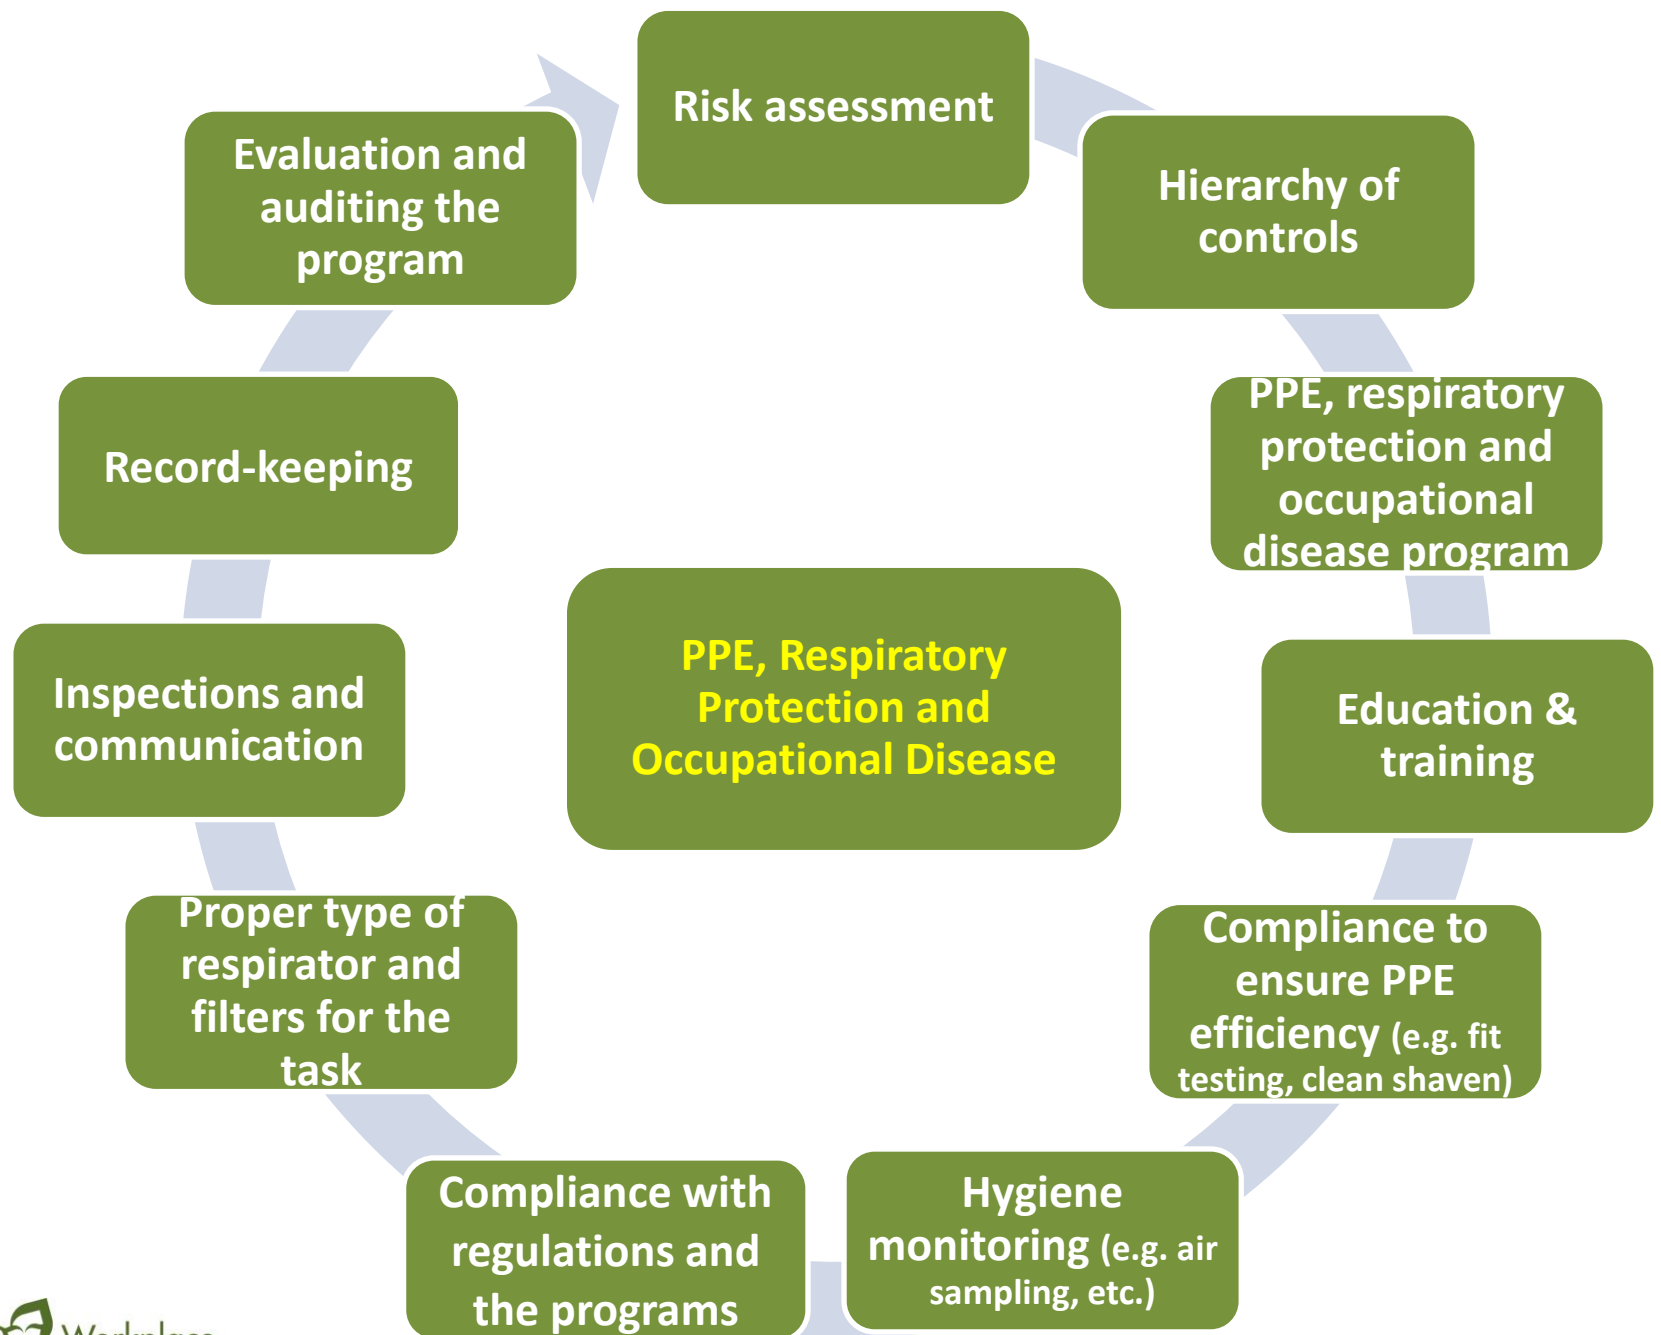 Risk assessment
Hierarchy of
controls
PPE, respiratory
protection and
occupational
disease program
Education &
training
Compliance to
ensure PPE
efficiency (e.g. fit
testing, clean shaven)
Hygiene
monitoring (e.g. air
sampling, etc.)
Compliance with
regulations and
the programs
Proper type of
respirator and
filters for the
task
Inspections and
communication
Record-keeping
Evaluation and
auditing the
program
PPE, Respiratory
Protection and
Occupational Disease
Workplace